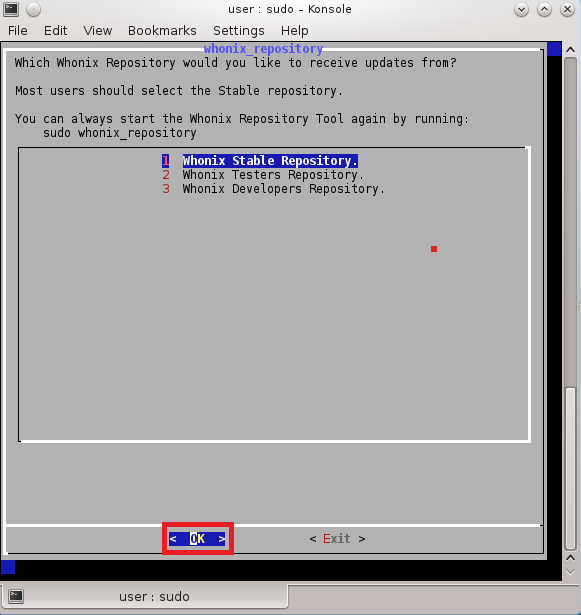 user : sudo – Konsole
File Edit View Bookmarks Settings Help
whonix_repository
Which Whonix Repository would you like to receive updates from?
Most users should select the Stable repository.
You can always start the Whonix Repository Tool again by running:
sudo whonix_repository
1 Whonix Stable Repository.
2 Whonix Testers Repository.
3 Whonix Developers Repository.
< OK > < Exit >
user : sudo